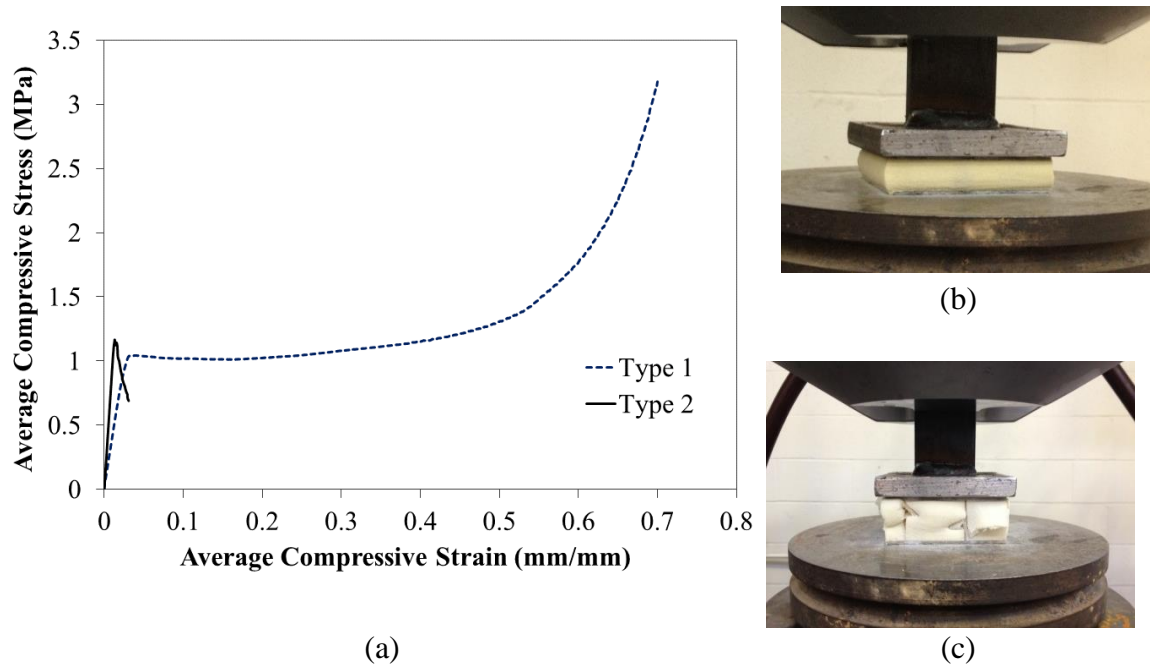 3.5
3
2.5
2
1.5
1
0.5
0
Average Compressive Stress (MPa)
Type 1
Type 2
0 0.1 0.2 0.3 0.4 0.5 0.6 0.7 0.8
Average Compressive Strain (mm/mm)
(a)
(b)
(c)